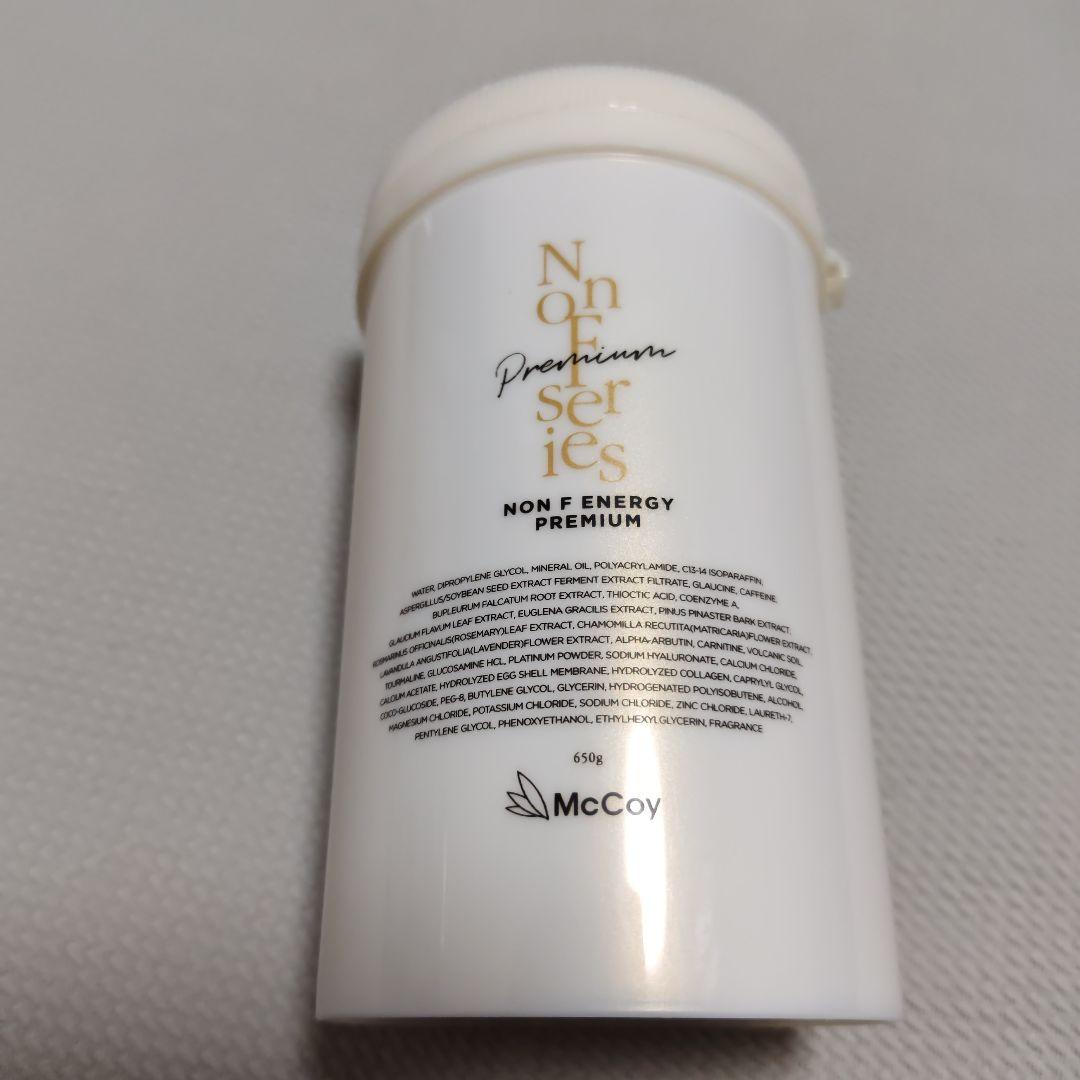 Non F series
Premium
NON F ENERGY
PREMIUM
WATER, DIPROPYLENE GLYCOL, MINERAL OIL, POLYACRYLAMIDE, C13-14 ISOPARAFFIN,
ASPERGILLUS/SOYBEAN SEED EXTRACT FERMENT EXTRACT FILTRATE, GLAUCINE, CAFFEINE,
BUPLEURUM FALCATUM ROOT EXTRACT, THIOCTIC ACID, COENZYME A,
GLAUCIUM FLAVUM LEAF EXTRACT, EUGLENA GRACILIS EXTRACT, PINUS PINASTER BARK EXTRACT,
ROSMARINUS OFFICINALIS(ROSEMARY)LEAF EXTRACT, CHAMOMILLA RECUTITA(MATRICARIA)FLOWER EXTRACT,
LAVANDULA ANGUSTIFOLIA(LAVENDER)FLOWER EXTRACT, ALPHA-ARBUTIN, CARNITINE, VOLCANIC SOIL,
TOURMALINE, GLUCOSAMINE HCL, PLATINUM POWDER, SODIUM HYALURONATE, CALCIUM CHLORIDE,
CALCIUM ACETATE, HYDROLYZED EGG SHELL MEMBRANE, HYDROLYZED COLLAGEN, CAPRYLYL GLYCOL,
COCO-GLUCOSIDE, PEG-8, BUTYLENE GLYCOL, GLYCERIN, HYDROGENATED POLYISOBUTENE, ALCOHOL,
MAGNESIUM CHLORIDE, POTASSIUM CHLORIDE, SODIUM CHLORIDE, ZINC CHLORIDE, LAURETH-7,
PENTYLENE GLYCOL, PHENOXYETHANOL, ETHYLHEXYLGLYCERIN, FRAGRANCE
650g
McCoy